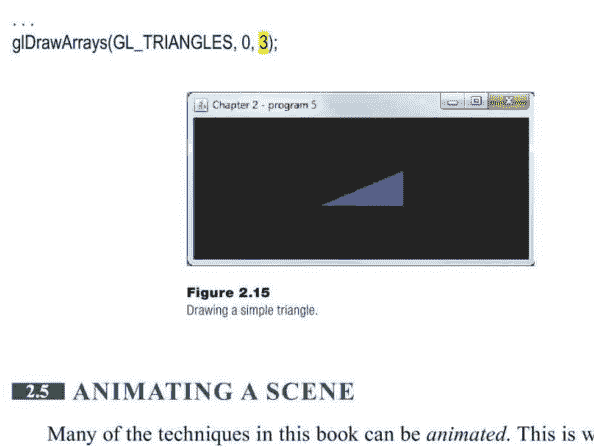 ...
glDrawArrays(GL_TRIANGLES, 0, 3);
Chapter 2 - program 5
Figure 2.15
Drawing a simple triangle.
2.5 ANIMATING A SCENE
Many of the techniques in this book can be animated. This is w